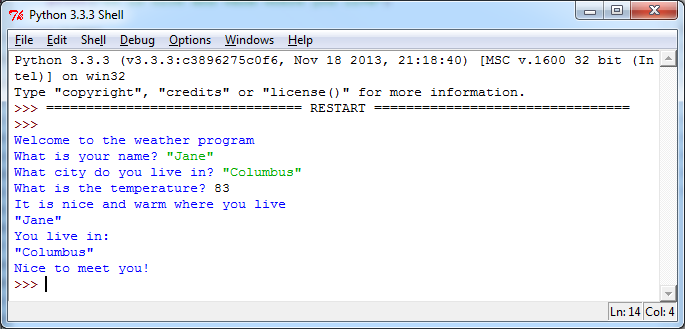 Python 3.3.3 Shell
File Edit Shell Debug Options Windows Help
Python 3.3.3 (v3.3.3:c3896275c0f6, Nov 18 2013, 21:18:40) [MSC v.1600 32 bit (In
tel)] on win32
Type "copyright", "credits" or "license()" for more information.
>>> ================================ RESTART ================================
>>>
Welcome to the weather program
What is your name? "Jane"
What city do you live in? "Columbus"
What is the temperature? 83
It is nice and warm where you live
"Jane"
You live in:
"Columbus"
Nice to meet you!
>>>
Ln: 14 Col: 4